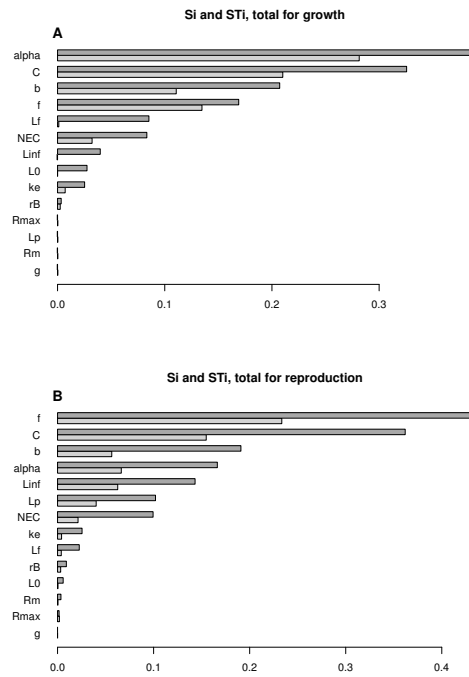 Si and STi, total for growth
A
alpha
C
b
f
Lf
NEC
Linf
L0
ke
rB
Rmax
Lp
Rm
g
0.0 0.1 0.2 0.3
Si and STi, total for reproduction
B
f
C
b
alpha
Linf
Lp
NEC
ke
Lf
rB
L0
Rm
Rmax
g
0.0 0.1 0.2 0.3 0.4